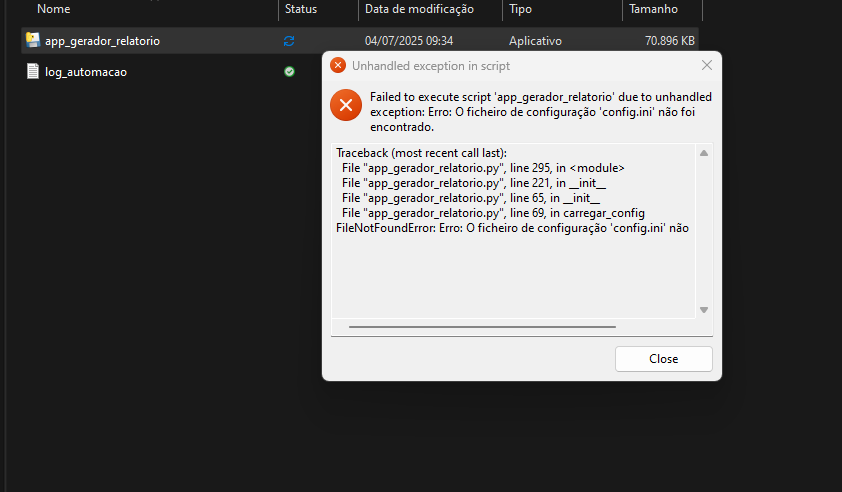 Nome Status Data de modificação Tipo Tamanho
app_gerador_relatorio 04/07/2025 09:34 Aplicativo 70.896 KB
log_automacao
Unhandled exception in script
Failed to execute script 'app_gerador_relatorio' due to unhandled
exception: Erro: O ficheiro de configuração 'config.ini' não foi
encontrado.
Traceback (most recent call last):
File "app_gerador_relatorio.py", line 295, in <module>
File "app_gerador_relatorio.py", line 221, in __init__
File "app_gerador_relatorio.py", line 65, in __init__
File "app_gerador_relatorio.py", line 69, in carregar_config
FileNotFoundError: Erro: O ficheiro de configuração 'config.ini' não
Close